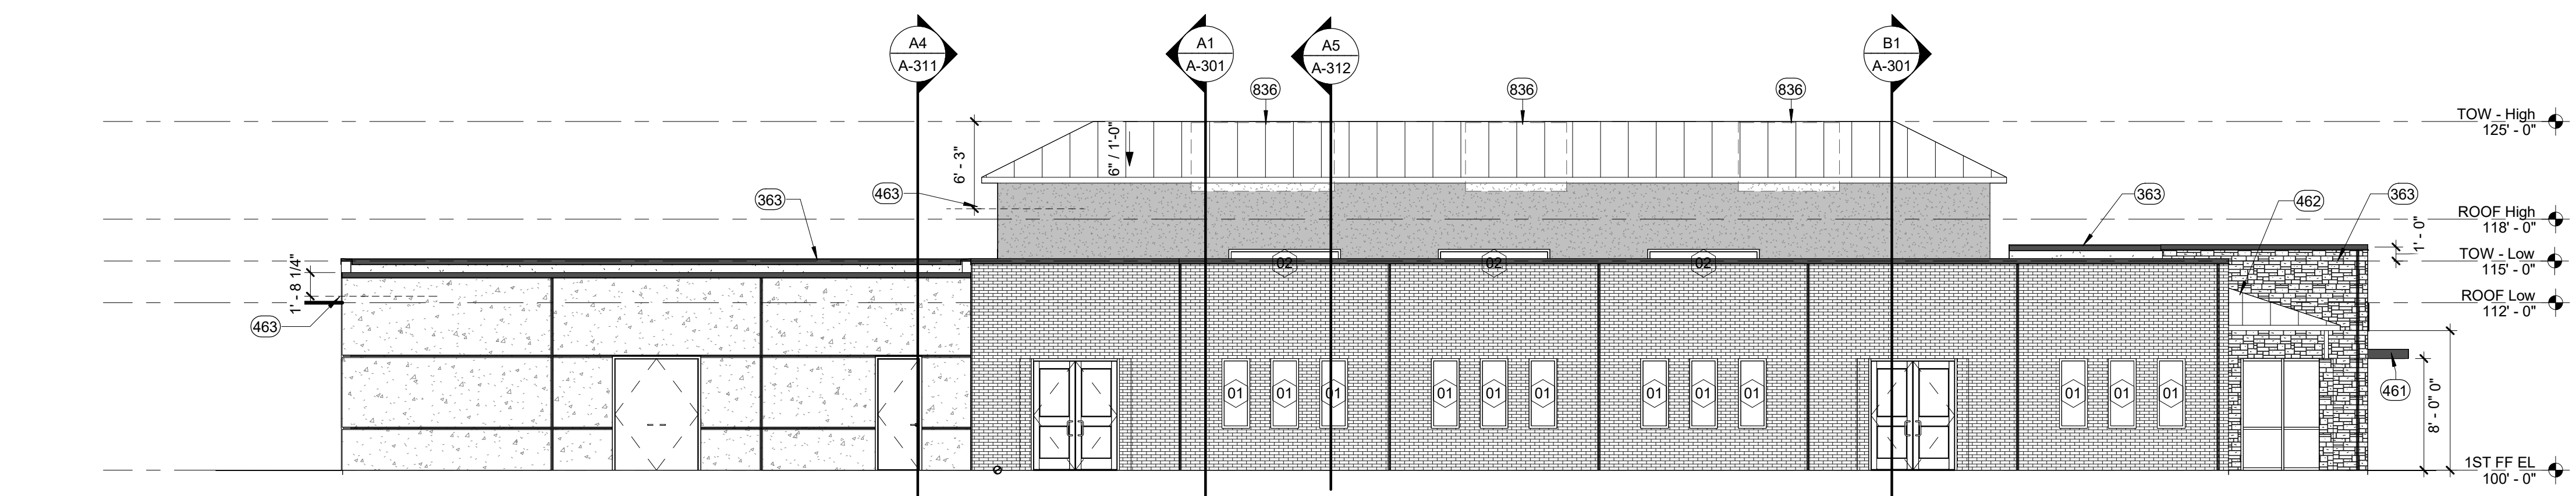 A4
A-311
A1
A-301
A5
A-312
B1
A-301
836
836
836
TOW - High
125' - 0"
6' - 3"
6" / 1'-0"
463
363
363
462
363
ROOF High
118' - 0"
1' - 0"
TOW - Low
115' - 0"
02
02
02
1' - 8 1/4"
ROOF Low
112' - 0"
463
01
01
01
01
01
01
01
01
01
01
01
01
461
8' - 0"
0"
1ST FF EL
100' - 0"